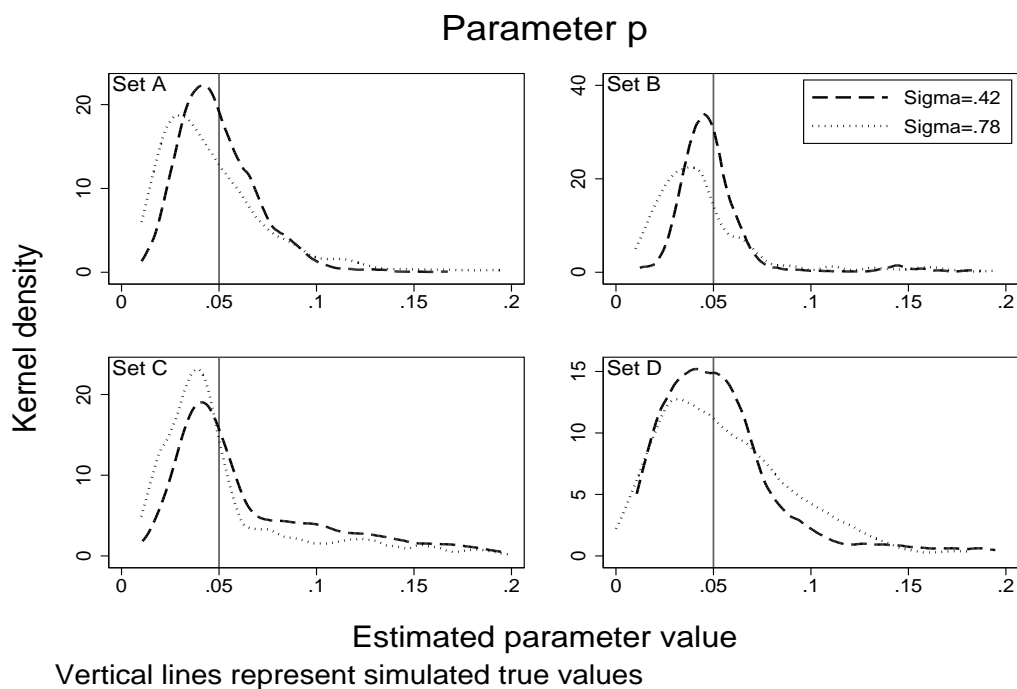 Parameter p
Set A
0 10 20
0 .05 .1 .15 .2
Set B
Sigma=.42
Sigma=.78
0 20 40
0 .05 .1 .15 .2
Kernel density
Set C
0 10 20
0 .05 .1 .15 .2
Set D
0 5 10 15
0 .05 .1 .15 .2
Estimated parameter value
Vertical lines represent simulated true values